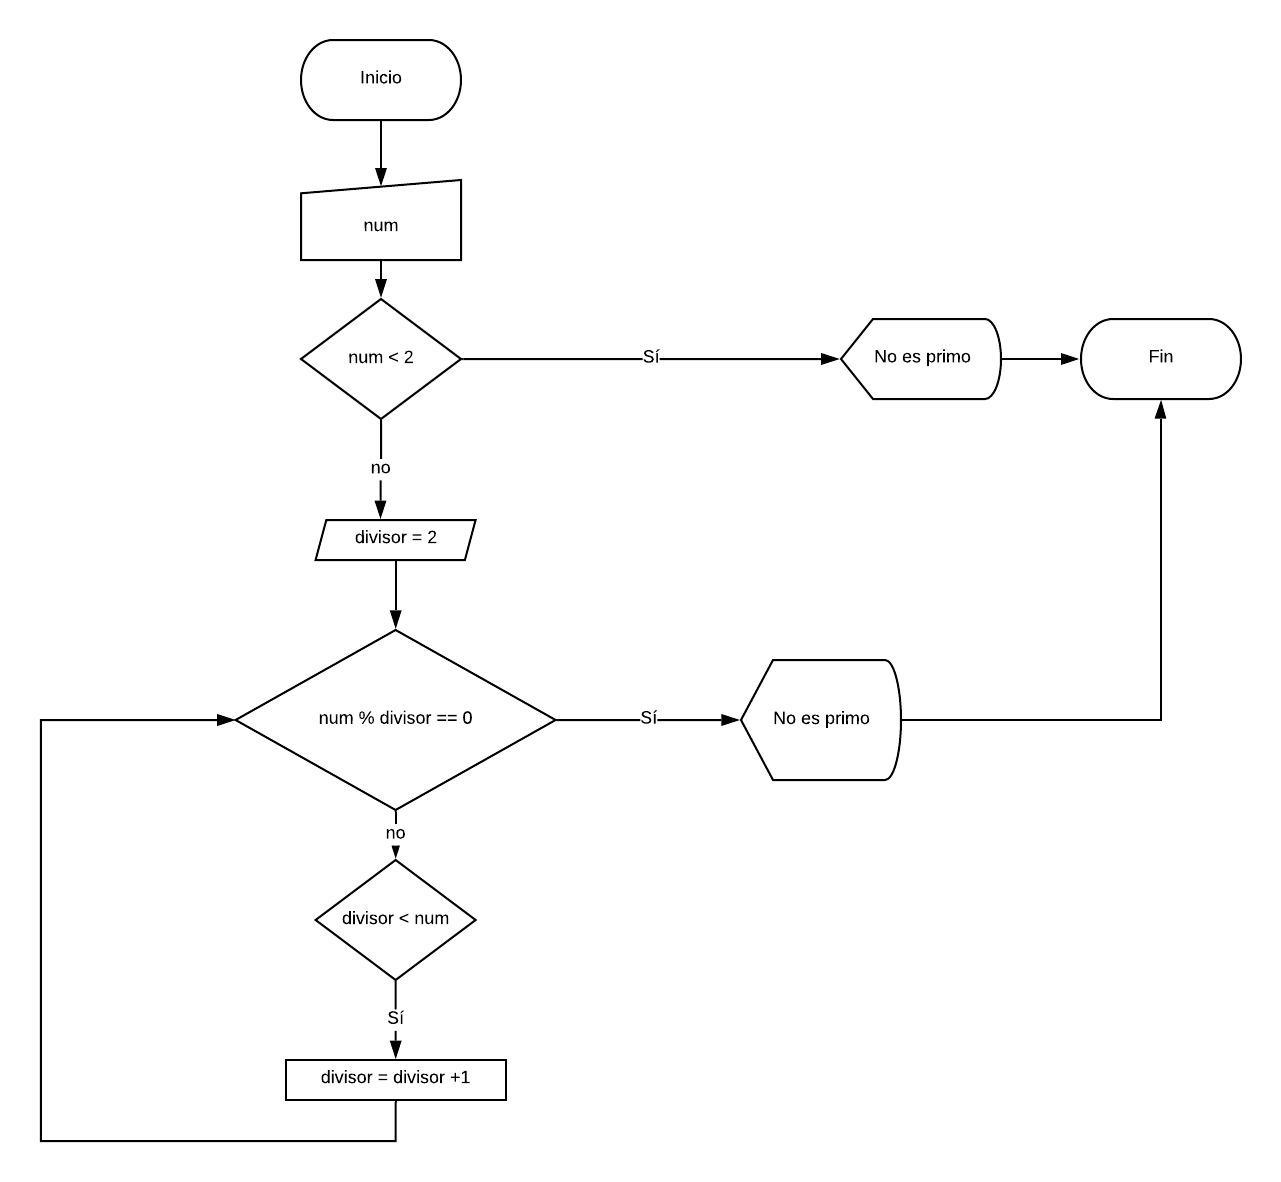 Inicio
num
num < 2
Sí
No es primo
Fin
no
divisor = 2
num % divisor == 0
Sí
No es primo
no
divisor < num
Sí
divisor = divisor +1